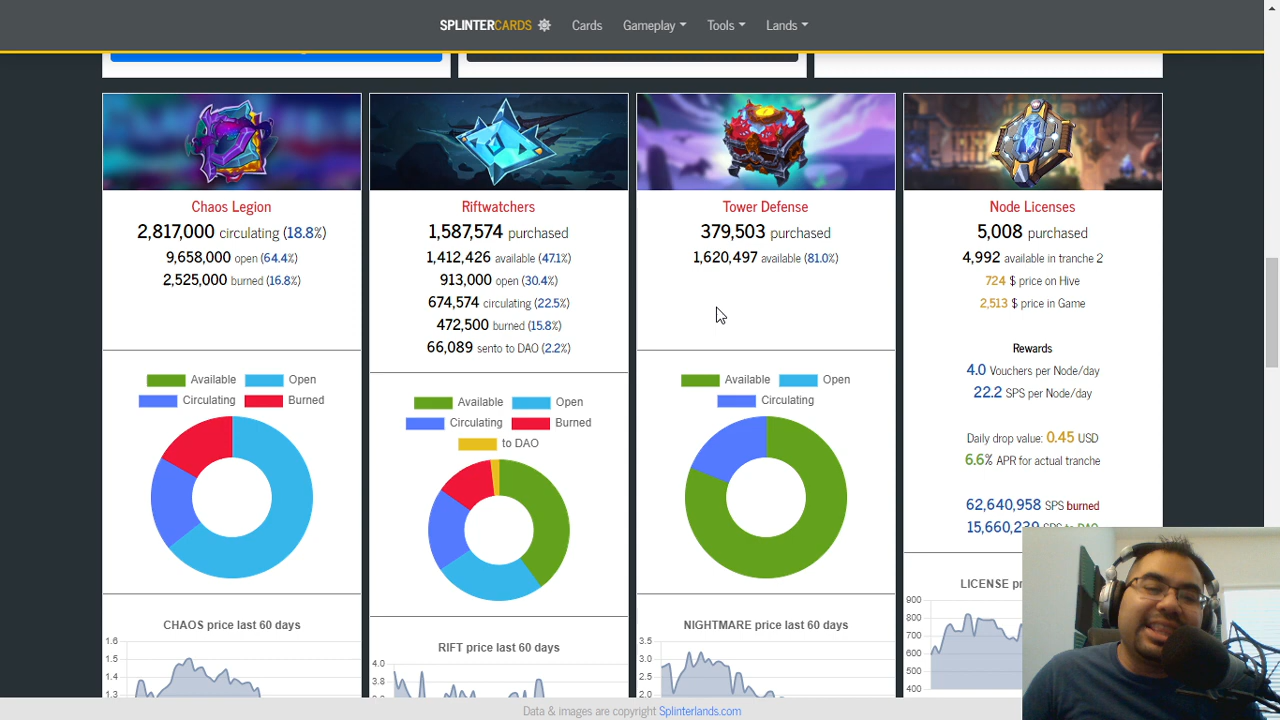 SPLINTERCARDS Cards Gameplay Tools Lands
Chaos Legion
2,817,000 circulating (18.8%)
9,658,000 open (64.4%)
2,525,000 burned (16.8%)
Available Open
Circulating Burned
CHAOS price last 60 days
1.6
1.5
1.4
1.3
Riftwatchers
1,587,574 purchased
1,412,426 available (47.1%)
913,000 open (30.4%)
674,574 circulating (22.5%)
472,500 burned (15.8%)
66,089 sento to DAO (2.2%)
Available Open
Circulating Burned
to DAO
RIFT price last 60 days
4.0
3.8
Tower Defense
379,503 purchased
1,620,497 available (81.0%)
Available Open
Circulating
NIGHTMARE price last 60 days
3.5
3.0
2.5
2.0
Node Licenses
5,008 purchased
4,992 available in tranche 2
724 $ price on Hive
2,513 $ price in Game
Rewards
4.0 Vouchers per Node/day
22.2 SPS per Node/day
Daily drop value: 0.45 USD
6.6% APR for actual tranche
62,640,958 SPS burned
15,660,239 SPS to DAO
LICENSE
900
800
700
600
500
400
Data & images are copyright Splinterlands.com